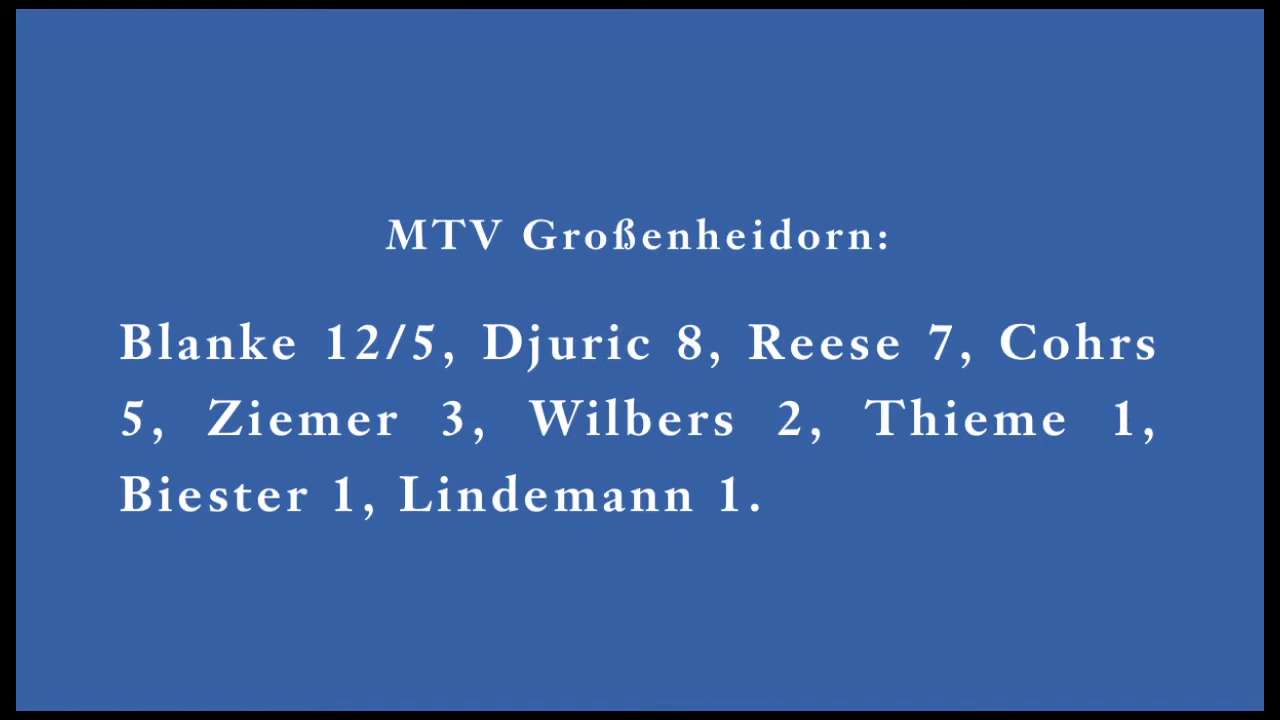 MTV Großenheidorn:
Blanke 12/5, Djuric 8, Reese 7, Cohrs
5, Ziemer 3, Wilbers 2, Thieme 1,
Biester 1, Lindemann 1.